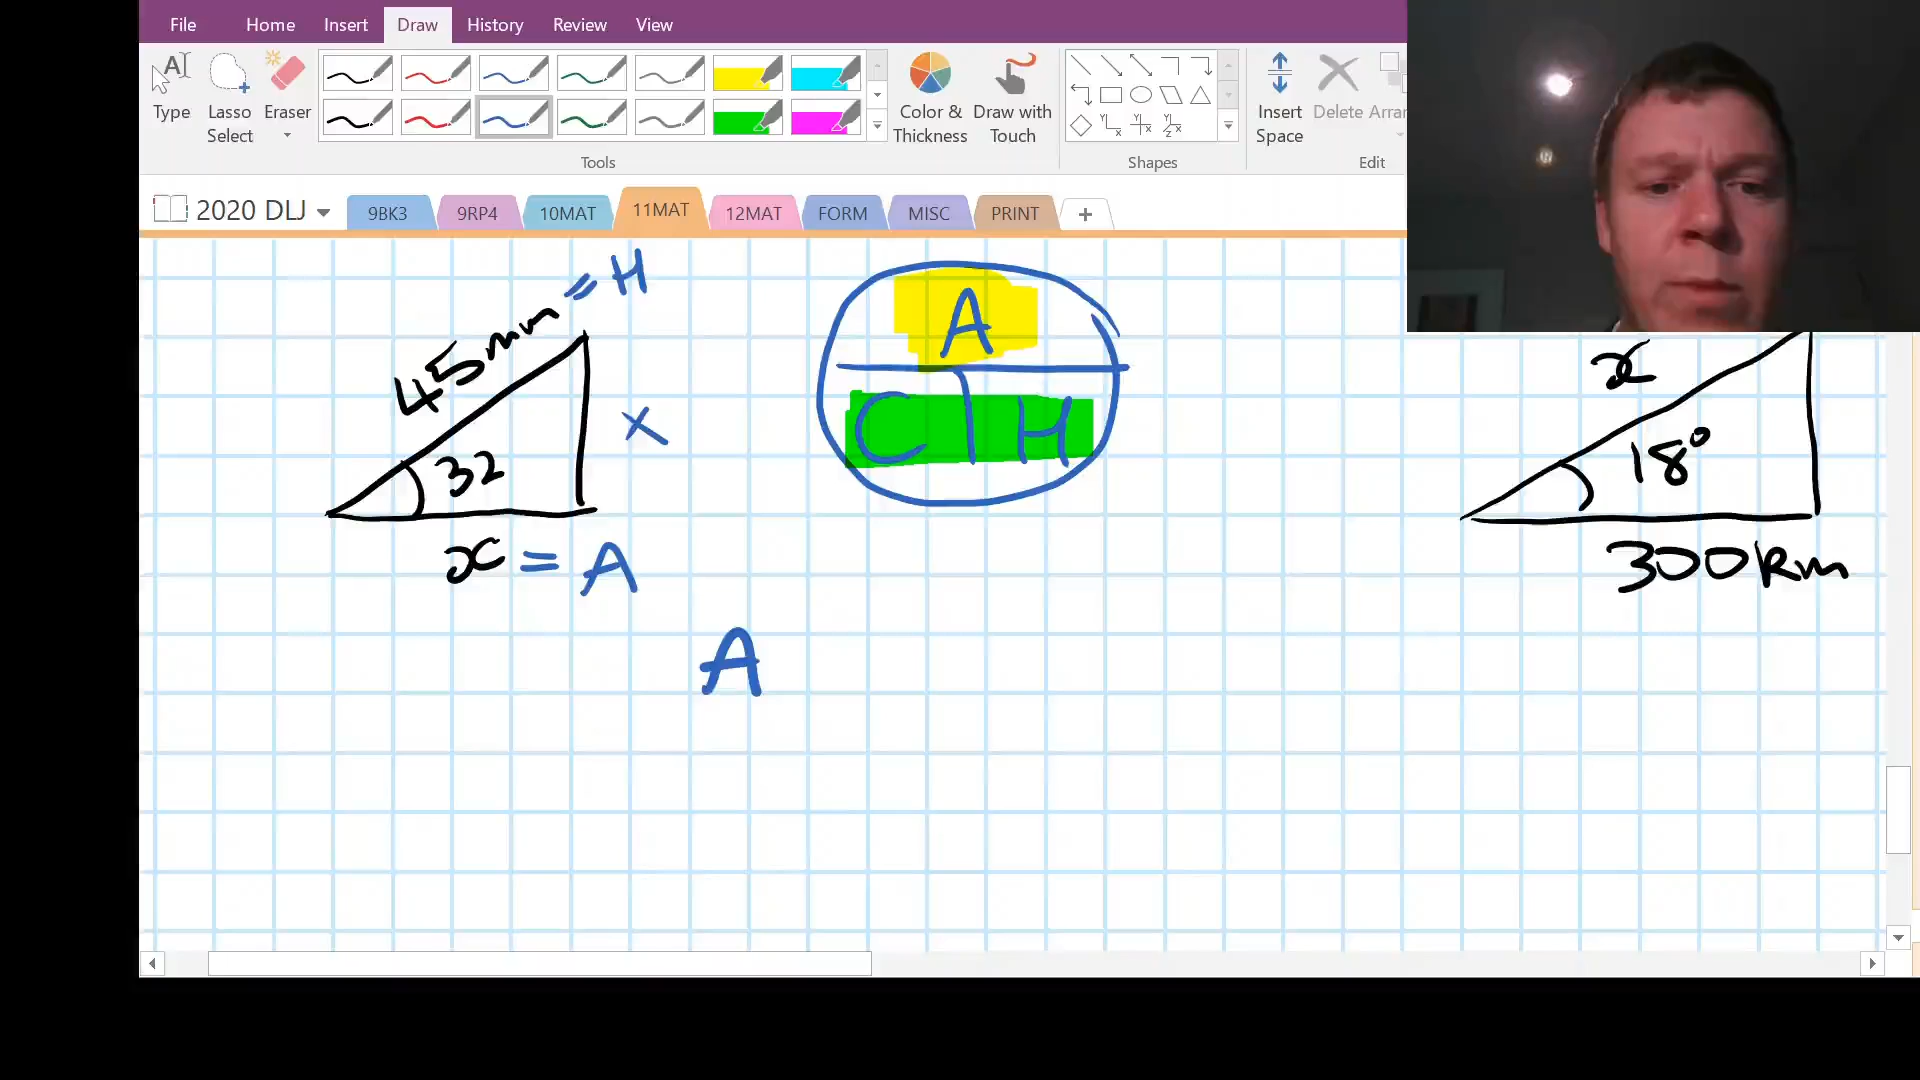 File Home Insert Draw History Review View
Type
Lasso Select
Eraser
Color & Thickness
Draw with Touch
Insert Space
Delete Arran
Tools
Shapes
Edit
2020 DLJ 9BK3 9RP4 10MAT 11MAT 12MAT FORM MISC PRINT +
45mm = H
32
x = A
x
A
C H
A
x
18°
300km